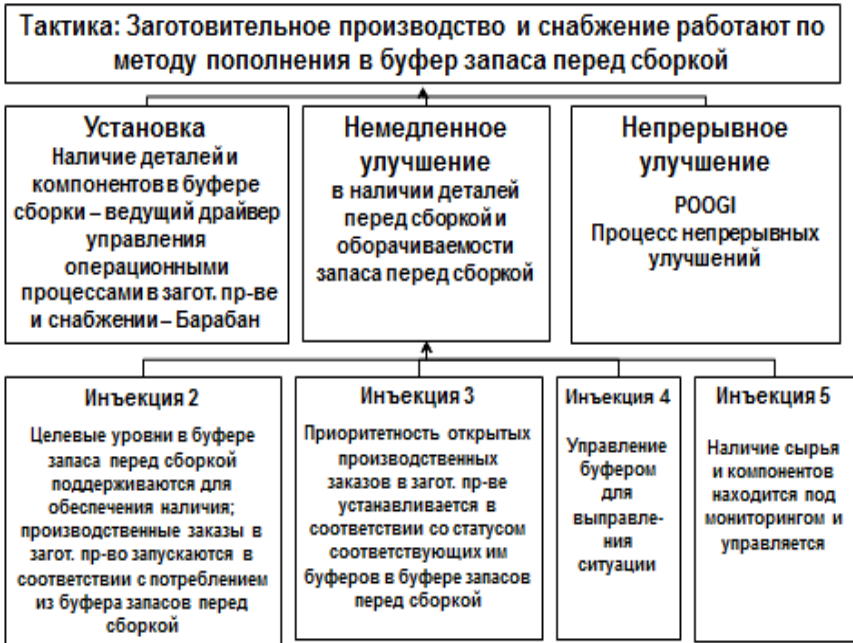 Тактика: Заготовительное производство и снабжение работают по
методу пополнения в буфер запаса перед сборкой
Установка
Наличие деталей и
компонентов в буфере
сборки – ведущий драйвер
управления
операционными
процессами в загот. пр-ве
и снабжении – Барабан
Немедленное
улучшение
в наличии деталей
перед сборкой и
оборачиваемости
запаса перед сборкой
Непрерывное
улучшение
POOGI
Процесс непрерывных
улучшений
Инъекция 2
Целевые уровни в буфере
запаса перед сборкой
поддерживаются для
обеспечения наличия;
производственные заказы в
загот. пр-во запускаются в
соответствии с потреблением
из буфера запасов перед
сборкой
Инъекция 3
Приоритетность открытых
производственных
заказов в загот. пр-ве
устанавливается в
соответствии со статусом
соответствующих им
буферов в буфере запасов
перед сборкой
Инъекция 4
Управление
буфером
для
выправле-
ния
ситуации
Инъекция 5
Наличие сырья
и компонентов
находится под
мониторингом и
управляется